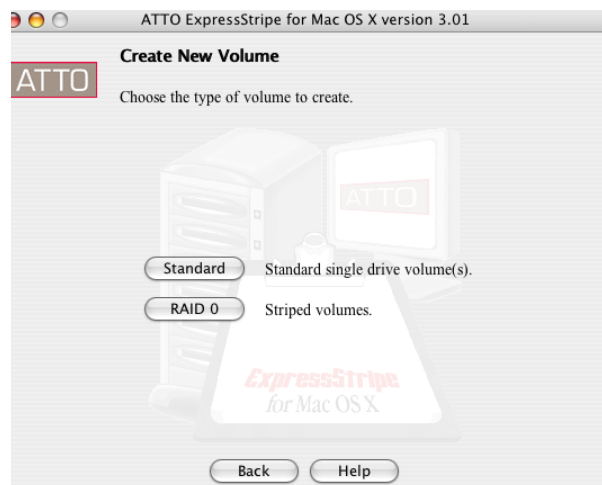 ATTO ExpressStripe for Mac OS X version 3.01
Create New Volume
ATTO
Choose the type of volume to create.
ATTO
Standard Standard single drive volume(s).
RAID 0 Striped volumes.
ExpressStripe
for Mac OS X
Back Help